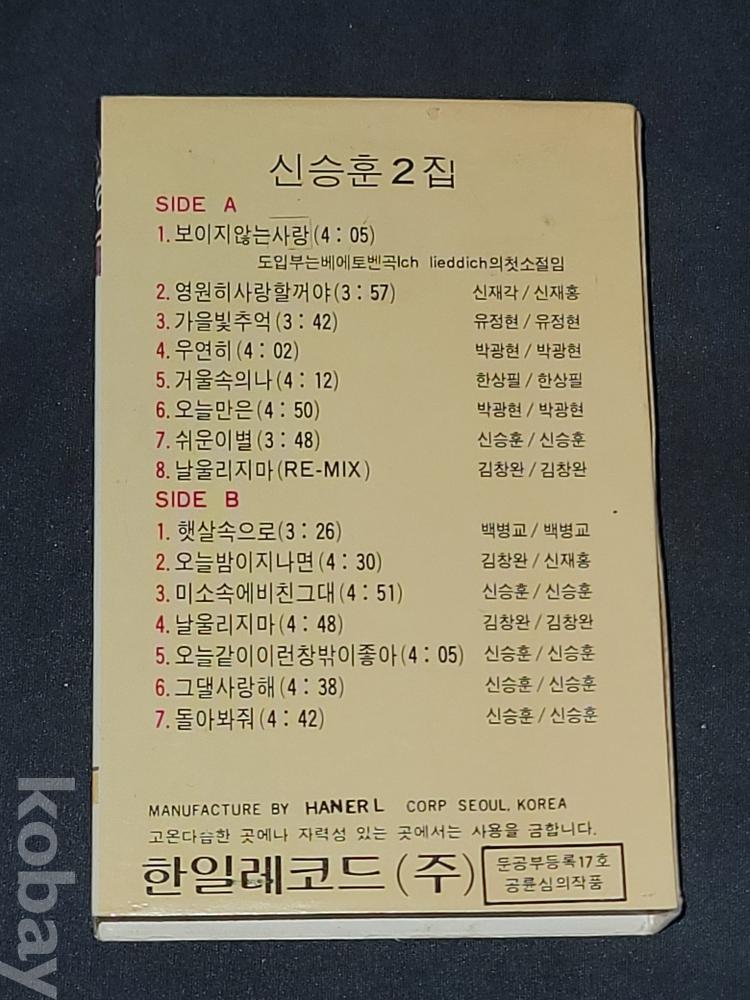 신승훈 2 집
SIDE A
1. 보이지않는사랑(4 : 05)
도입부는베에토벤곡Ich lieddich의첫소절임
2. 영원히사랑할꺼야(3 : 57) 신재각 / 신재홍
3. 가을빛추억(3 : 42) 유정현 / 유정현
4. 우연히(4 : 02) 박광현 / 박광현
5. 거울속의나(4 : 12) 한상필 / 한상필
6. 오늘만은(4 : 50) 박광현 / 박광현
7. 쉬운이별(3 : 48) 신승훈 / 신승훈
8. 날울리지마(RE-MIX) 김창완 / 김창완
SIDE B
1. 햇살속으로(3 : 26) 백병교 / 백병교
2. 오늘밤이지나면(4 : 30) 김창완 / 신재홍
3. 미소속에비친그대(4 : 51) 신승훈 / 신승훈
4. 날울리지마(4 : 48) 김창완 / 김창완
5. 오늘같이이런창밖이좋아(4 : 05) 신승훈 / 신승훈
6. 그댈사랑해(4 : 38) 신승훈 / 신승훈
7. 돌아봐줘(4 : 42) 신승훈 / 신승훈
MANUFACTURE BY HANERL CORP SEOUL. KOREA
고온다습한 곳에나 자력성 있는 곳에서는 사용을 금합니다.
한일레코드(주)
문공부등록17호
공륜심의작품
kobay